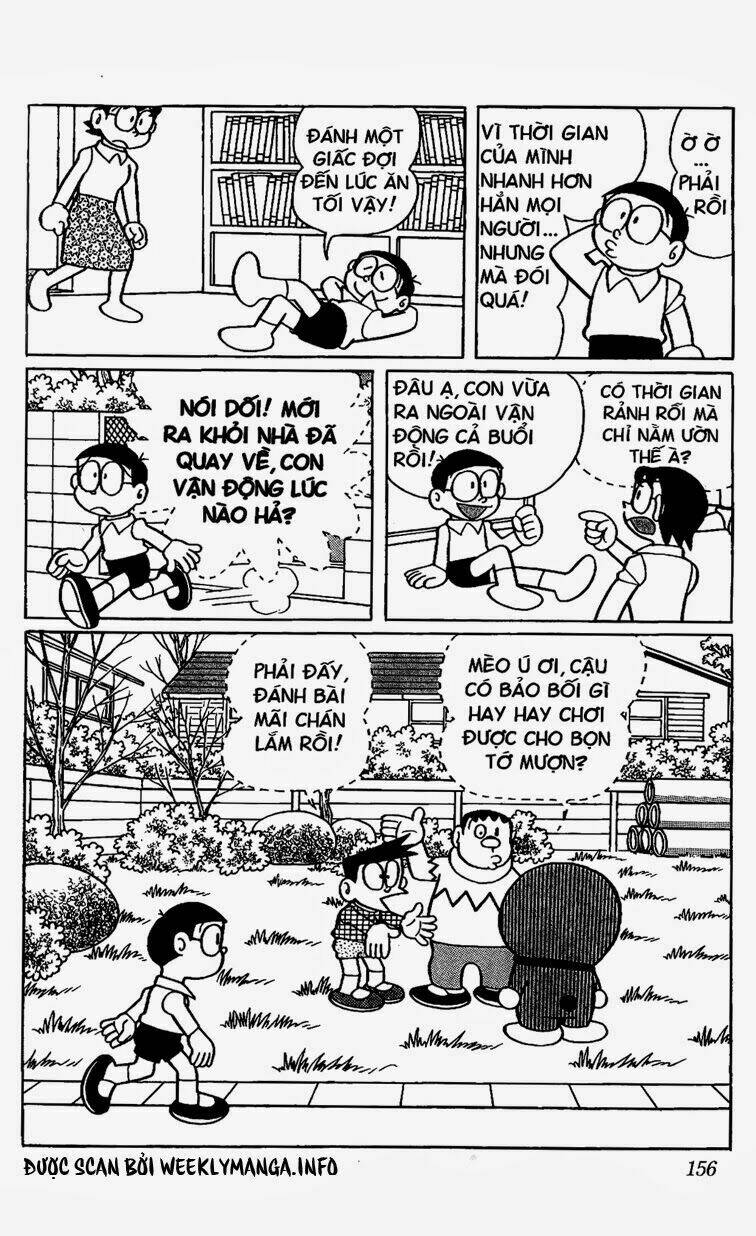 Ờ Ờ
...
PHẢI
RỒI
VÌ THỜI GIAN
CỦA MÌNH
NHANH HƠN
HẲN MỌI
NGƯỜI...
NHƯNG
MÀ ĐÓI
QUÁ!
ĐÁNH MỘT
GIẤC ĐỢI
ĐẾN LÚC ĂN
TỐI VẬY!
CÓ THỜI GIAN
RẢNH RỖI MÀ
CHỈ NẰM ƯỜN
THẾ À?
ĐÂU Ạ, CON VỪA
RA NGOÀI VẬN
ĐỘNG CẢ BUỔI
RỒI!
NÓI DỐI! MỚI
RA KHỎI NHÀ ĐÃ
QUAY VỀ, CON
VẬN ĐỘNG LÚC
NÀO HẢ?
MÈO Ú ƠI, CẬU
CÓ BẢO BỐI GÌ
HAY HAY CHƠI
ĐƯỢC CHO BỌN
TỚ MƯỢN?
PHẢI ĐẤY,
ĐÁNH BÀI
MÃI CHÁN
LẮM RỒI!
ĐƯỢC SCAN BỞI WEEKLYMANGA.INFO
156